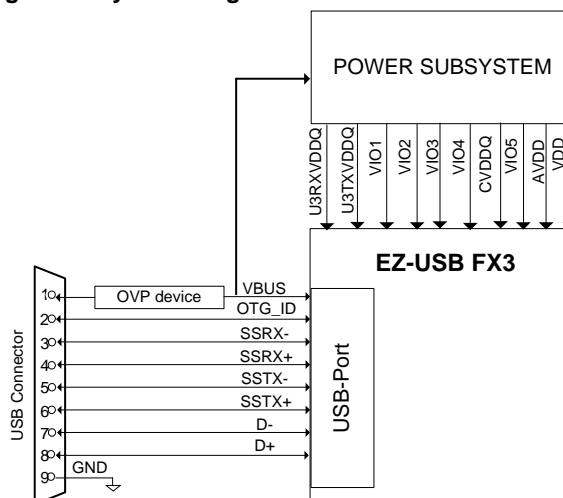 POWER SUBSYSTEM
U3RXVDDQ
U3TXVDDQ
VIO1
VIO2
VIO3
VIO4
CVDDQ
VIO5
AVDD
VDD
EZ-USB FX3
USB-Port
OVP device
VBUS
OTG_ID
SSRX-
SSRX+
SSTX-
SSTX+
D-
D+
GND
USB Connector
1
2
3
4
5
6
7
8
9